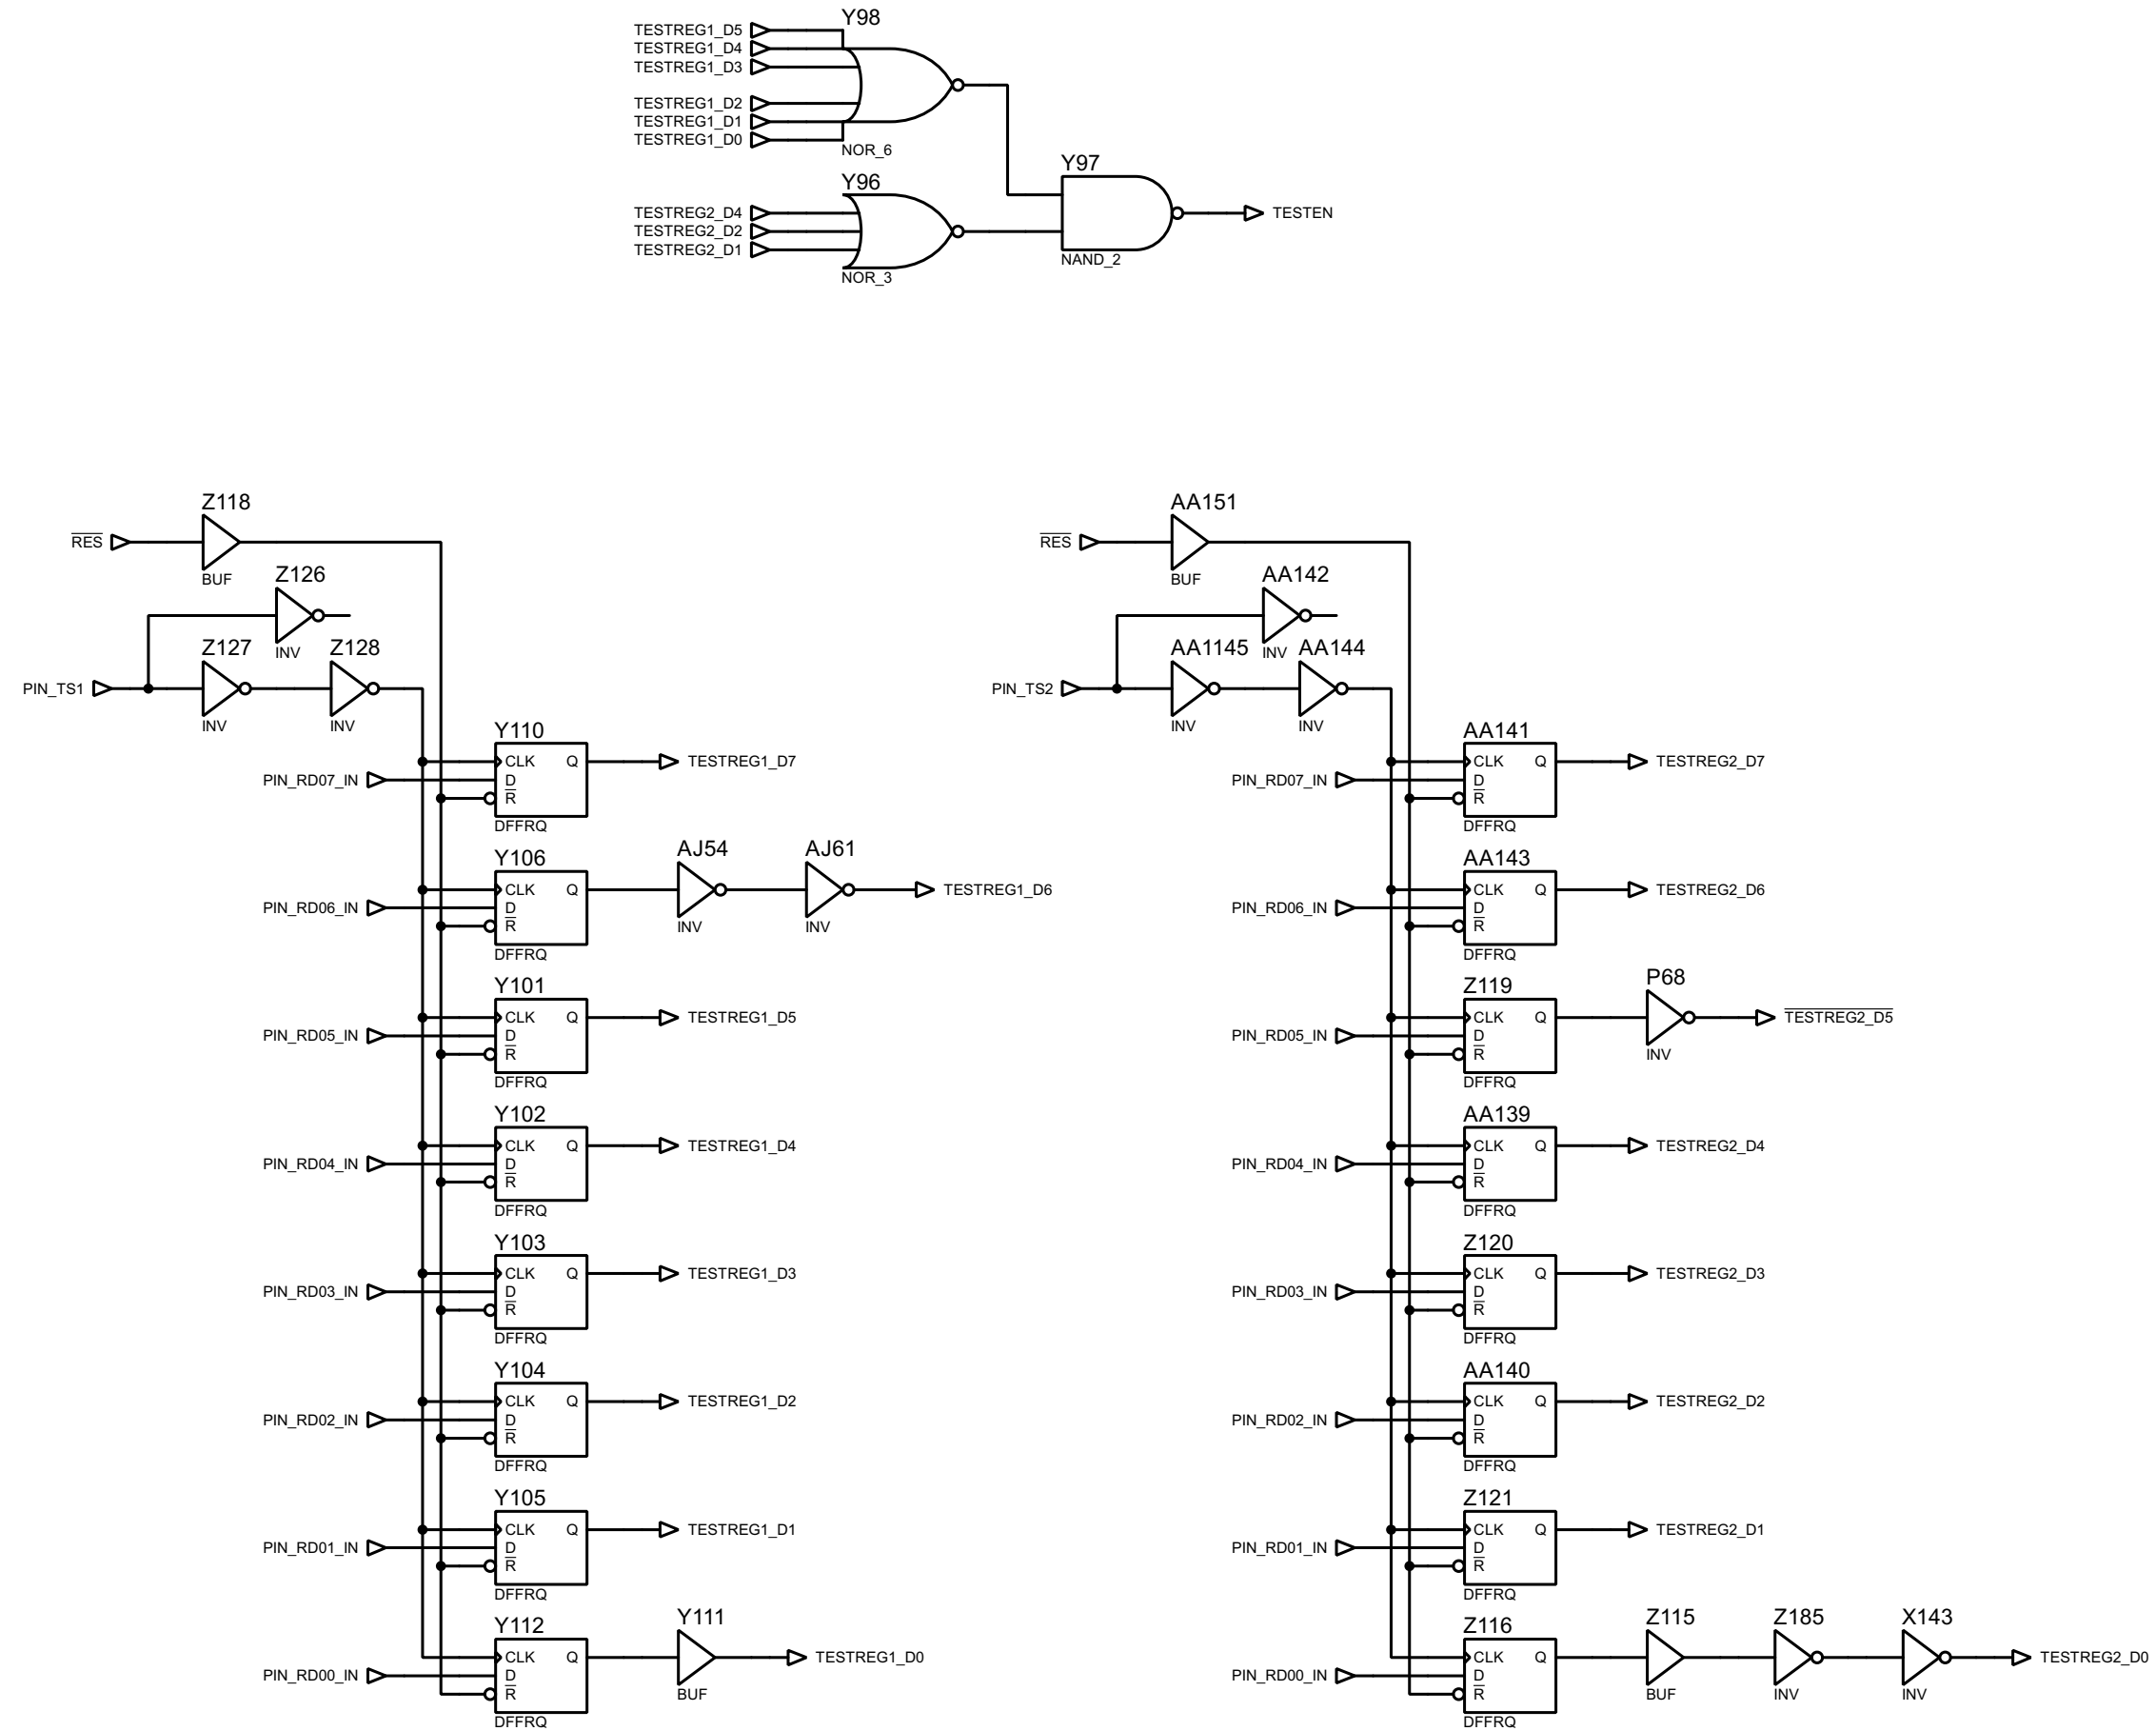 Y98
TESTREG1_D5
TESTREG1_D4
TESTREG1_D3
TESTREG1_D2
TESTREG1_D1
TESTREG1_D0
NOR_6
Y97
Y96
TESTREG2_D4
TESTREG2_D2
TESTREG2_D1
TESTEN
NAND_2
NOR_3
Z118
RES
BUF
Z126
INV
Z127
Z128
PIN_TS1
INV
INV
Y110
CLK Q
TESTREG1_D7
PIN_RD07_IN
D
R
DFFRQ
Y106
AJ54
AJ61
CLK Q
TESTREG1_D6
PIN_RD06_IN
D
R
INV
INV
DFFRQ
Y101
CLK Q
TESTREG1_D5
PIN_RD05_IN
D
R
DFFRQ
Y102
CLK Q
TESTREG1_D4
PIN_RD04_IN
D
R
DFFRQ
Y103
CLK Q
TESTREG1_D3
PIN_RD03_IN
D
R
DFFRQ
Y104
CLK Q
TESTREG1_D2
PIN_RD02_IN
D
R
DFFRQ
Y105
CLK Q
TESTREG1_D1
PIN_RD01_IN
D
R
DFFRQ
Y112
Y111
CLK Q
TESTREG1_D0
PIN_RD00_IN
D
R
BUF
DFFRQ
AA151
RES
BUF
AA142
INV
AA1145
AA144
PIN_TS2
INV
INV
AA141
CLK Q
TESTREG2_D7
PIN_RD07_IN
D
R
DFFRQ
AA143
CLK Q
TESTREG2_D6
PIN_RD06_IN
D
R
DFFRQ
Z119
P68
CLK Q
TESTREG2_D5
PIN_RD05_IN
D
R
INV
DFFRQ
AA139
CLK Q
TESTREG2_D4
PIN_RD04_IN
D
R
DFFRQ
Z120
CLK Q
TESTREG2_D3
PIN_RD03_IN
D
R
DFFRQ
AA140
CLK Q
TESTREG2_D2
PIN_RD02_IN
D
R
DFFRQ
Z121
CLK Q
TESTREG2_D1
PIN_RD01_IN
D
R
DFFRQ
Z116
Z115
Z185
X143
CLK Q
TESTREG2_D0
PIN_RD00_IN
D
R
BUF
INV
INV
DFFRQ